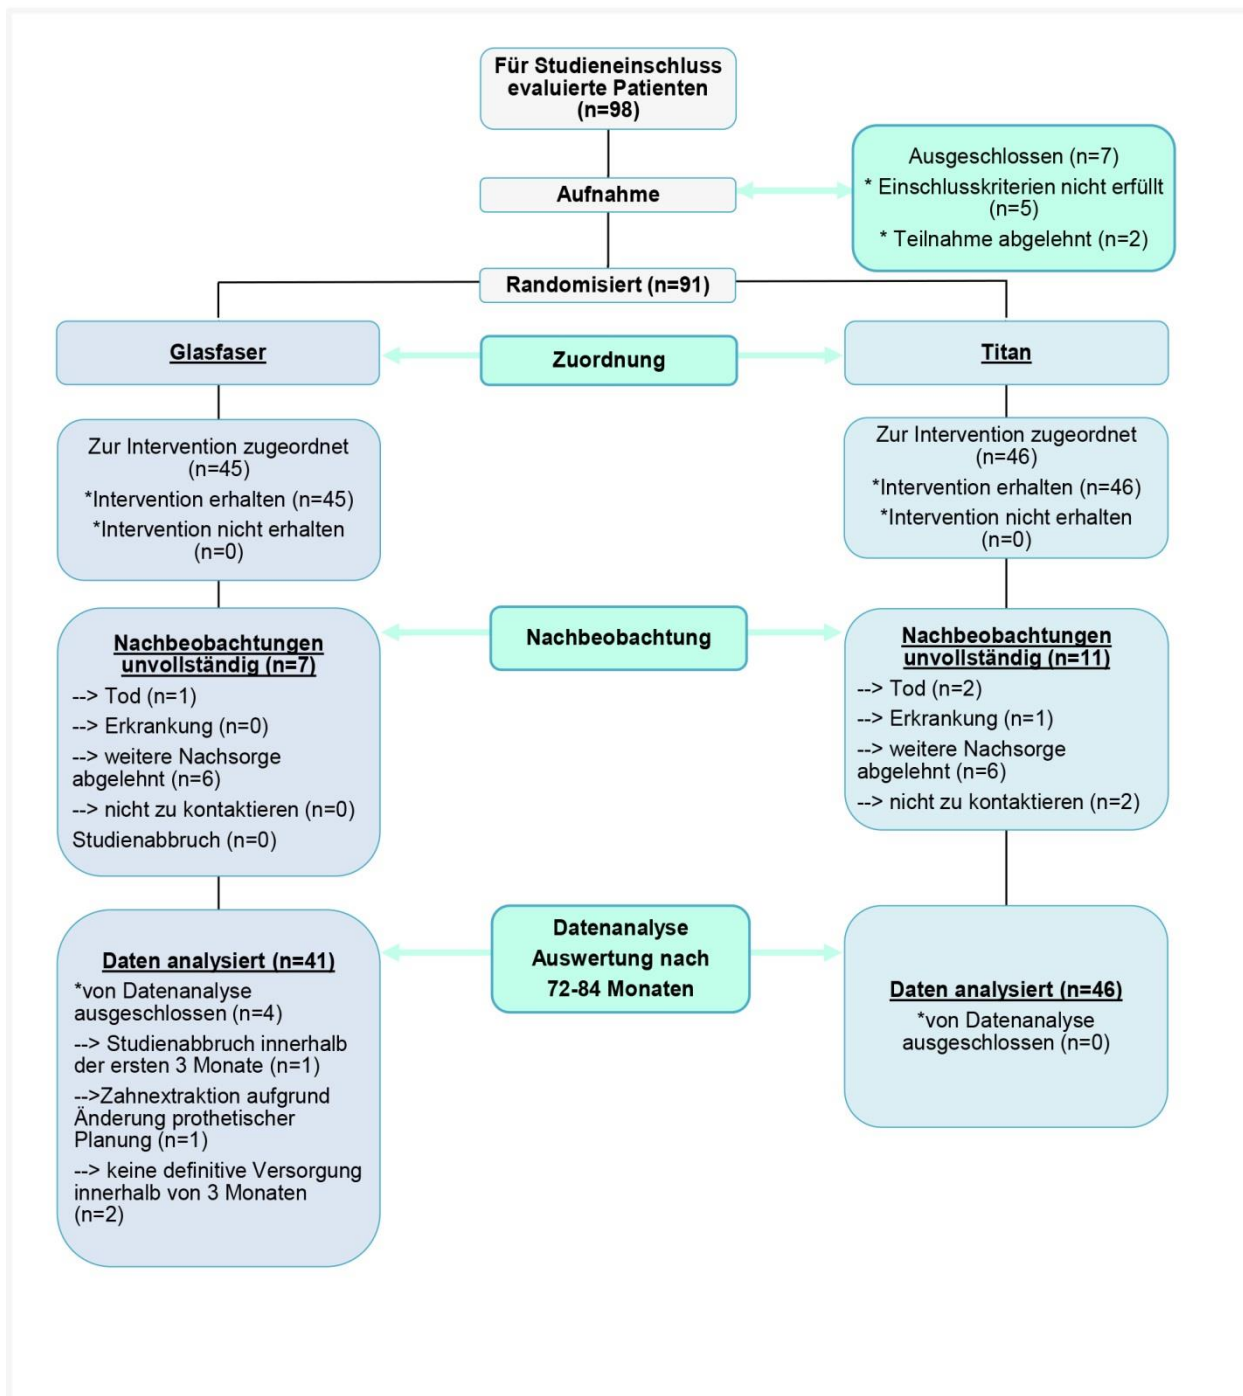 Für Studieneinschluss
evaluierte Patienten
(n=98)
Ausgeschlossen (n=7)
* Einschlusskriterien nicht erfüllt
(n=5)
* Teilnahme abgelehnt (n=2)
Aufnahme
Randomisiert (n=91)
Glasfaser
Zuordnung
Titan
Zur Intervention zugeordnet
(n=45)
*Intervention erhalten (n=45)
*Intervention nicht erhalten
(n=0)
Zur Intervention zugeordnet
(n=46)
*Intervention erhalten (n=46)
*Intervention nicht erhalten
(n=0)
Nachbeobachtungen
unvollständig (n=7)
--> Tod (n=1)
--> Erkrankung (n=0)
--> weitere Nachsorge
abgelehnt (n=6)
--> nicht zu kontaktieren (n=0)
Studienabbruch (n=0)
Nachbeobachtung
Nachbeobachtungen
unvollständig (n=11)
--> Tod (n=2)
--> Erkrankung (n=1)
--> weitere Nachsorge
abgelehnt (n=6)
--> nicht zu kontaktieren (n=2)
Daten analysiert (n=41)
*von Datenanalyse
ausgeschlossen (n=4)
--> Studienabbruch innerhalb
der ersten 3 Monate (n=1)
-->Zahnextraktion aufgrund
Änderung prothetischer
Planung (n=1)
--> keine definitive Versorgung
innerhalb von 3 Monaten
(n=2)
Datenanalyse
Auswertung nach
72-84 Monaten
Daten analysiert (n=46)
*von Datenanalyse
ausgeschlossen (n=0)